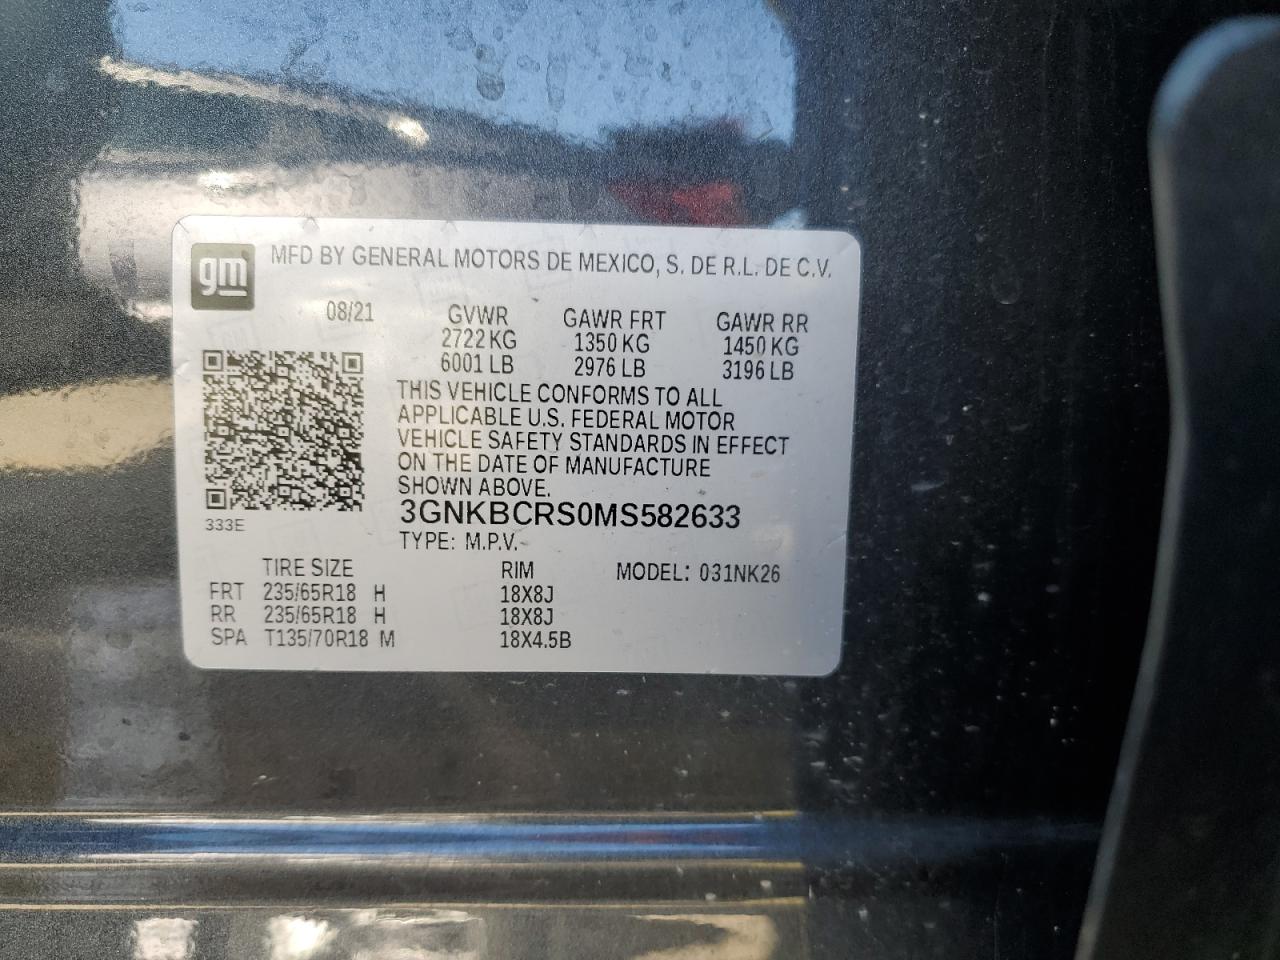 gm MFD BY GENERAL MOTORS DE MEXICO, S. DE R.L. DE C.V.
08/21 GVWR GAWR FRT GAWR RR
2722 KG 1350 KG 1450 KG
6001 LB 2976 LB 3196 LB
THIS VEHICLE CONFORMS TO ALL
APPLICABLE U.S. FEDERAL MOTOR
VEHICLE SAFETY STANDARDS IN EFFECT
ON THE DATE OF MANUFACTURE
SHOWN ABOVE.
3GNKBCRS0MS582633
333E
TYPE: M.P.V.
TIRE SIZE RIM MODEL: 031NK26
FRT 235/65R18 H 18X8J
RR 235/65R18 H 18X8J
SPA T135/70R18 M 18X4.5B